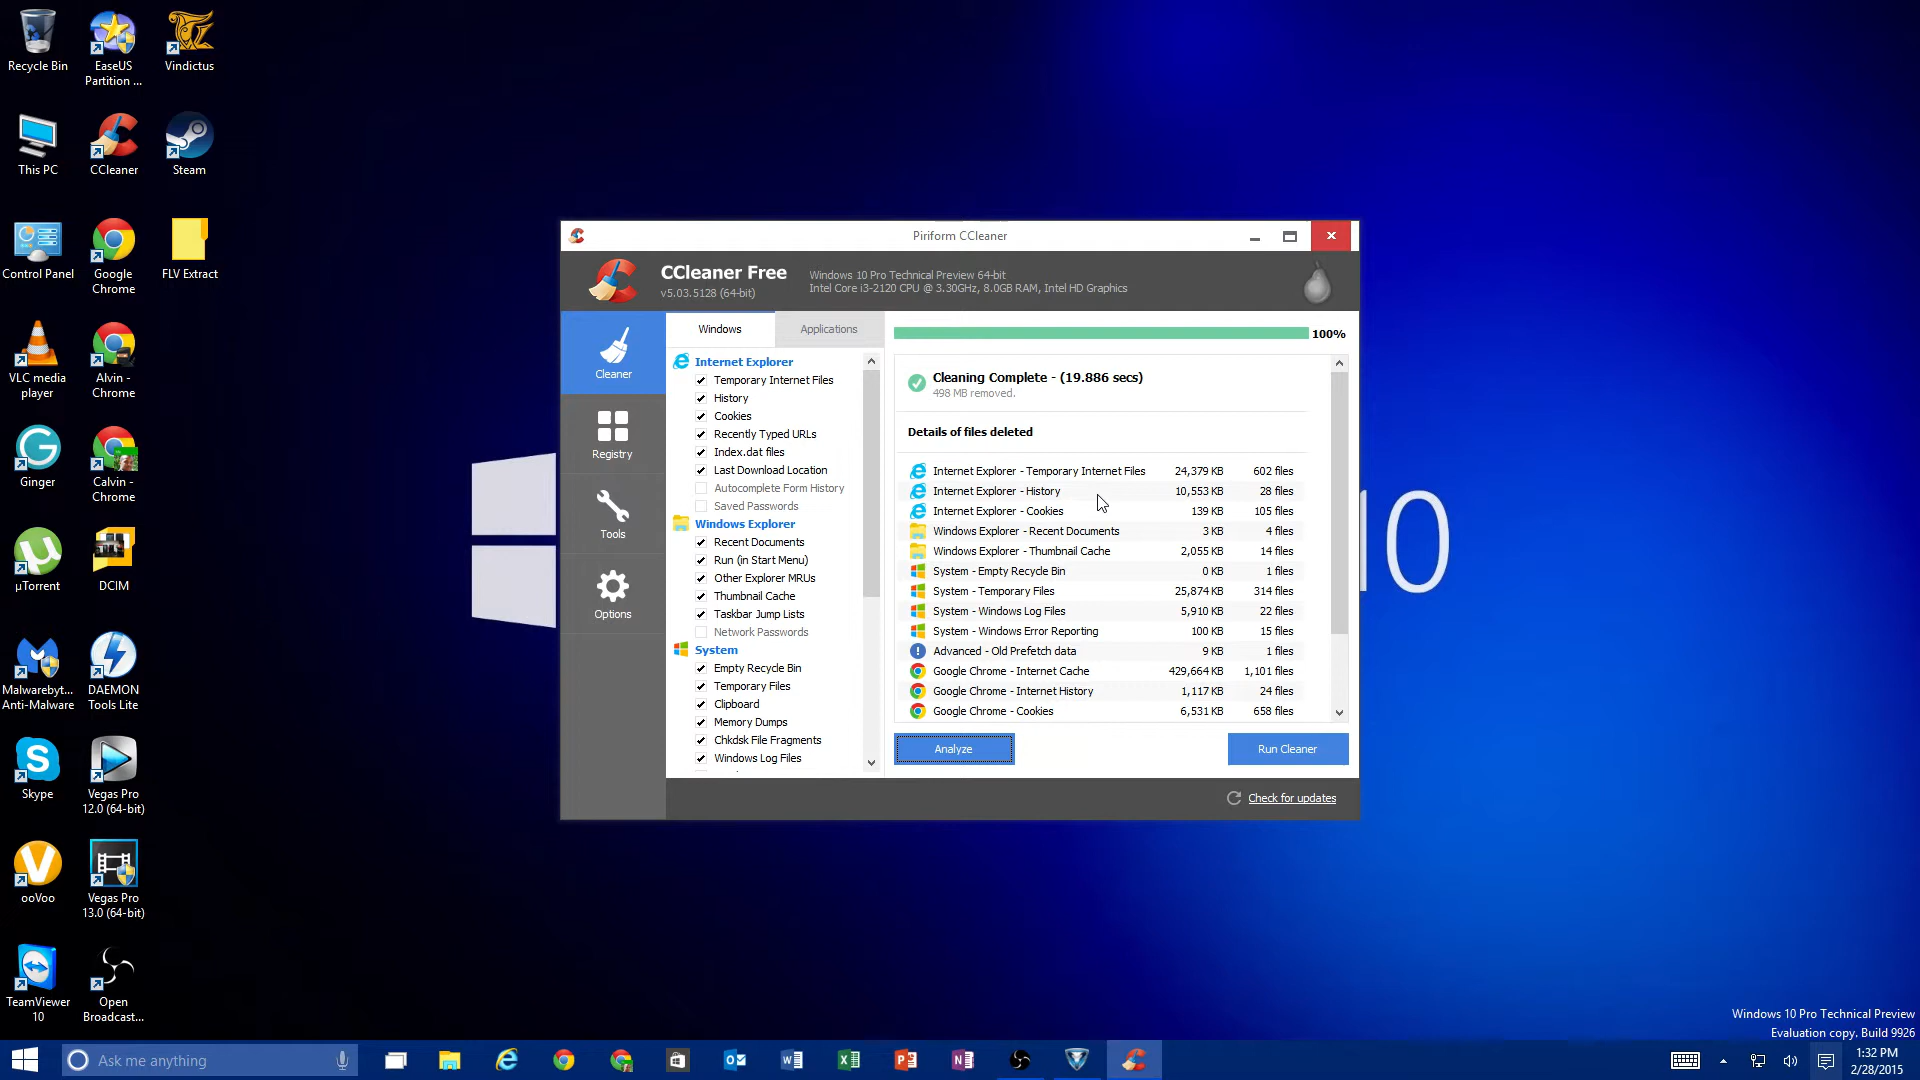 Recycle Bin
EaseUS
Partition ...
Vindictus
This PC
CCleaner
Steam
Control Panel
Google
Chrome
FLV Extract
VLC media
player
Alvin -
Chrome
Ginger
Calvin -
Chrome
µTorrent
DCIM
Malwarebyt...
Anti-Malware
DAEMON
Tools Lite
Skype
Vegas Pro
12.0 (64-bit)
ooVoo
Vegas Pro
13.0 (64-bit)
TeamViewer
10
Open
Broadcast...
Piriform CCleaner
CCleaner Free
v5.03.5128 (64-bit)
Windows 10 Pro Technical Preview 64-bit
Intel Core i3-2120 CPU @ 3.30GHz, 8.0GB RAM, Intel HD Graphics
Cleaner
Registry
Tools
Options
Windows
Applications
Internet Explorer
Temporary Internet Files
History
Cookies
Recently Typed URLs
Index.dat files
Last Download Location
Autocomplete Form History
Saved Passwords
Windows Explorer
Recent Documents
Run (in Start Menu)
Other Explorer MRUs
Thumbnail Cache
Taskbar Jump Lists
Network Passwords
System
Empty Recycle Bin
Temporary Files
Clipboard
Memory Dumps
Chkdsk File Fragments
Windows Log Files
100%
Cleaning Complete - (19.886 secs)
498 MB removed.
Details of files deleted
Internet Explorer - Temporary Internet Files 24,379 KB 602 files
Internet Explorer - History 10,553 KB 28 files
Internet Explorer - Cookies 139 KB 105 files
Windows Explorer - Recent Documents 3 KB 4 files
Windows Explorer - Thumbnail Cache 2,055 KB 14 files
System - Empty Recycle Bin 0 KB 1 files
System - Temporary Files 25,874 KB 314 files
System - Windows Log Files 5,910 KB 22 files
System - Windows Error Reporting 100 KB 15 files
Advanced - Old Prefetch data 9 KB 1 files
Google Chrome - Internet Cache 429,664 KB 1,101 files
Google Chrome - Internet History 1,117 KB 24 files
Google Chrome - Cookies 6,531 KB 658 files
Analyze
Run Cleaner
Check for updates
10
Windows 10 Pro Technical Preview
Evaluation copy. Build 9926
Ask me anything
1:32 PM
2/28/2015